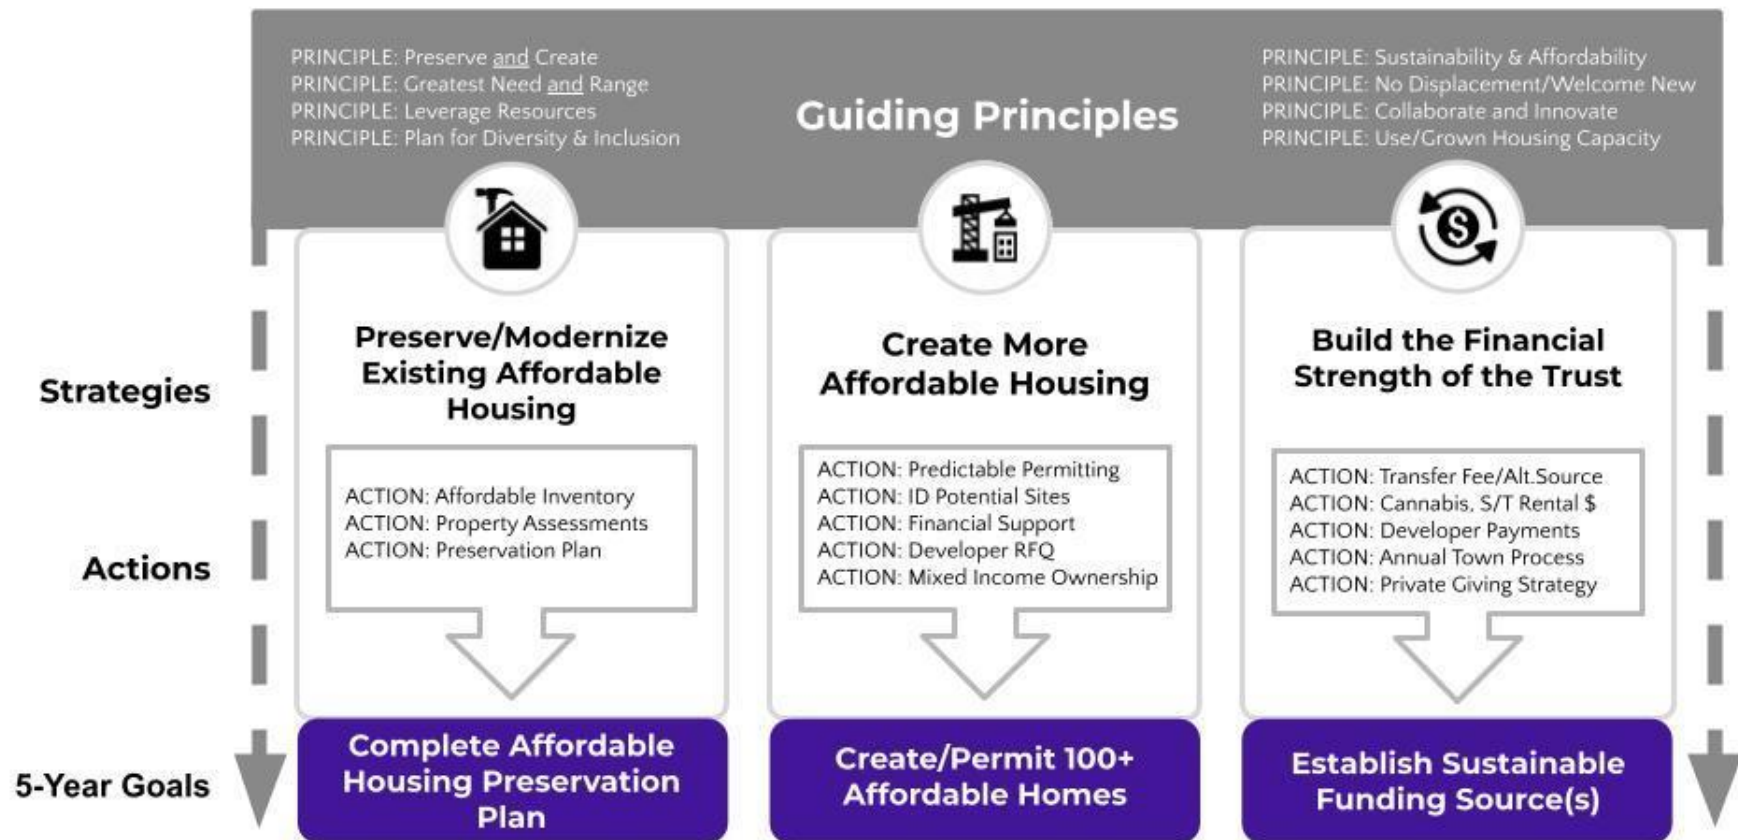 PRINCIPLE: Preserve and Create
PRINCIPLE: Greatest Need and Range
PRINCIPLE: Leverage Resources
PRINCIPLE: Plan for Diversity & Inclusion
Guiding Principles
PRINCIPLE: Sustainability & Affordability
PRINCIPLE: No Displacement/Welcome New
PRINCIPLE: Collaborate and Innovate
PRINCIPLE: Use/Grown Housing Capacity
Strategies
Preserve/Modernize
Existing Affordable
Housing
Create More
Affordable Housing
Build the Financial
Strength of the Trust
Actions
ACTION: Affordable Inventory
ACTION: Property Assessments
ACTION: Preservation Plan
ACTION: Predictable Permitting
ACTION: ID Potential Sites
ACTION: Financial Support
ACTION: Developer RFQ
ACTION: Mixed Income Ownership
ACTION: Transfer Fee/Alt.Source
ACTION: Cannabis, S/T Rental $
ACTION: Developer Payments
ACTION: Annual Town Process
ACTION: Private Giving Strategy
5-Year Goals
Complete Affordable
Housing Preservation
Plan
Create/Permit 100+
Affordable Homes
Establish Sustainable
Funding Source(s)